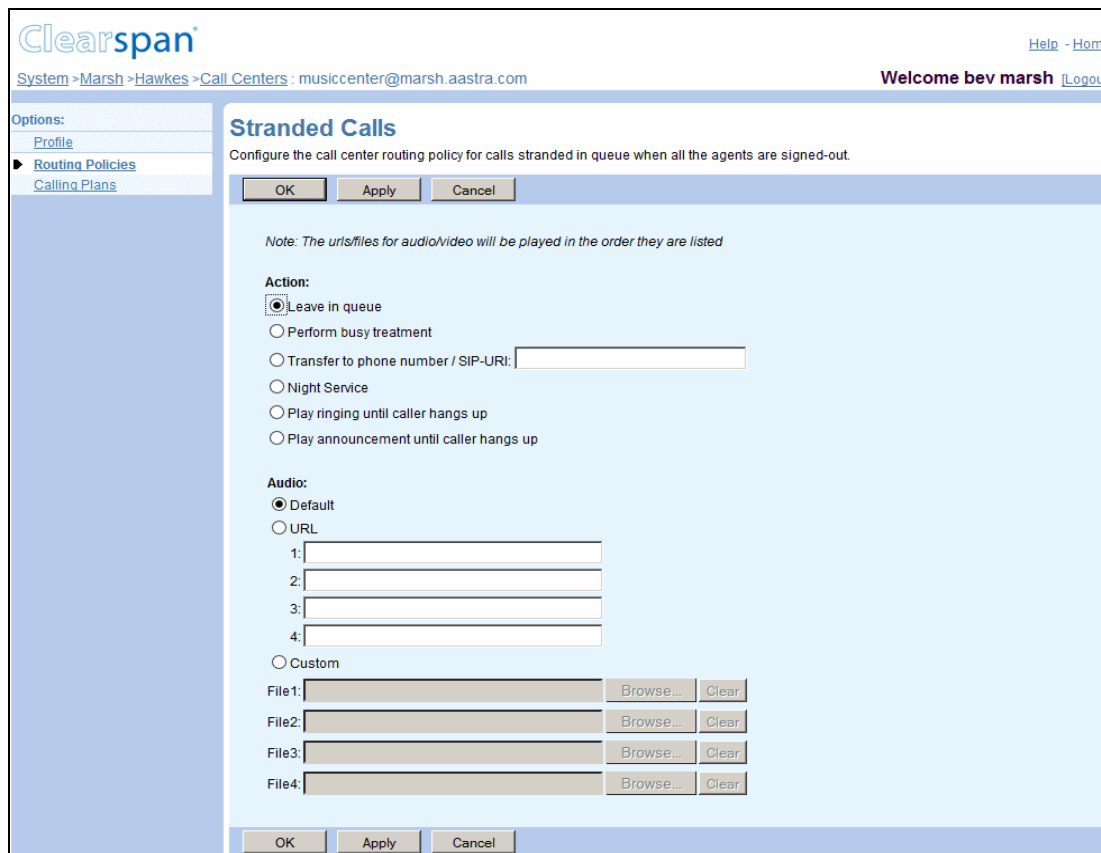 Clearspan
Help - Hom
System >Marsh >Hawkes >Call Centers : musiccenter@marsh.aastra.com
Welcome bev marsh [Logou
Options:
Profile
Routing Policies
Calling Plans
Stranded Calls
Configure the call center routing policy for calls stranded in queue when all the agents are signed-out.
OK Apply Cancel
Note: The urls/files for audio/video will be played in the order they are listed
Action:
Leave in queue
Perform busy treatment
Transfer to phone number / SIP-URI:
Night Service
Play ringing until caller hangs up
Play announcement until caller hangs up
Audio:
Default
URL
1:
2:
3:
4:
Custom
File1: Browse... Clear
File2: Browse... Clear
File3: Browse... Clear
File4: Browse... Clear
OK Apply Cancel